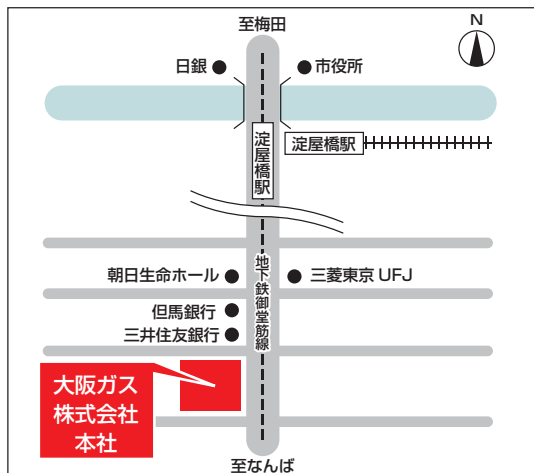 至梅田
N
日銀
市役所
淀屋橋駅
淀屋橋駅
地下鉄御堂筋線
朝日生命ホール
三菱東京 UFJ
但馬銀行
三井住友銀行
大阪ガス
株式会社
本社
至なんば